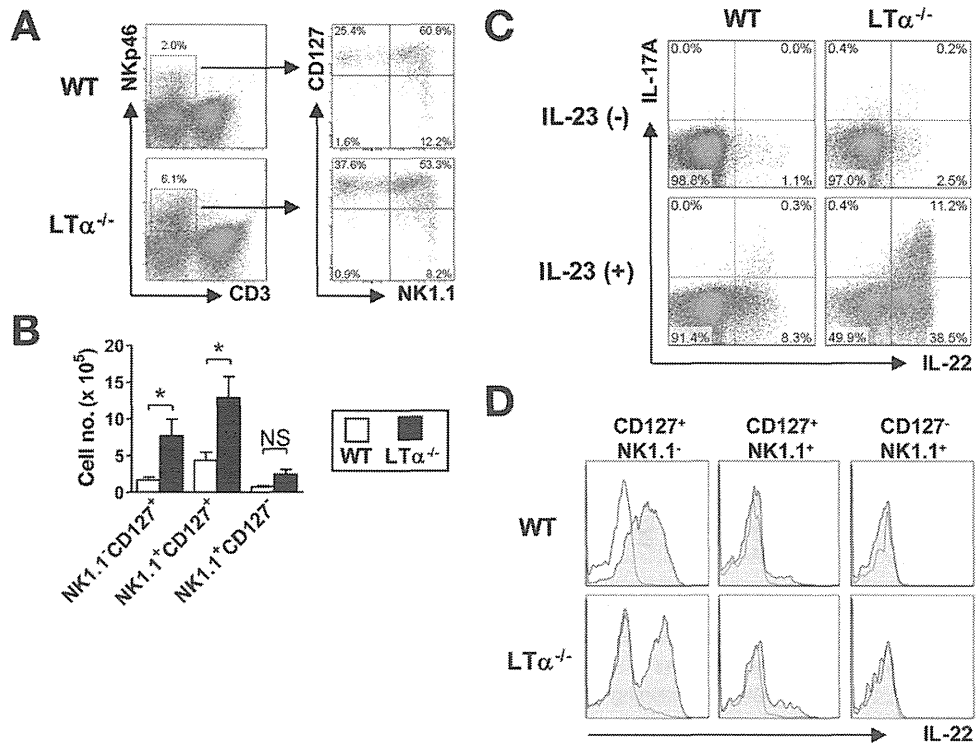 A
NKp46
2.0%
WT
6.1%
LTα-/-
CD3
CD127
25.4% 60.9%
1.6% 12.2%
37.6% 53.3%
0.9% 8.2%
NK1.1
B
Cell no. (x 10⁵)
20
15
10
5
0
*
*
NS
NK1.1-CD127+
NK1.1+CD127+
NK1.1+CD127-
WT LTα-/-
C
WT LTα-/-
IL-17A
IL-23 (-)
0.0% 0.0%
98.8% 1.1%
0.4% 0.2%
97.0% 2.5%
IL-23 (+)
0.0% 0.3%
91.4% 8.3%
0.4% 11.2%
49.9% 38.5%
IL-22
D
CD127+ NK1.1-
CD127+ NK1.1+
CD127- NK1.1+
WT
LTα-/-
IL-22